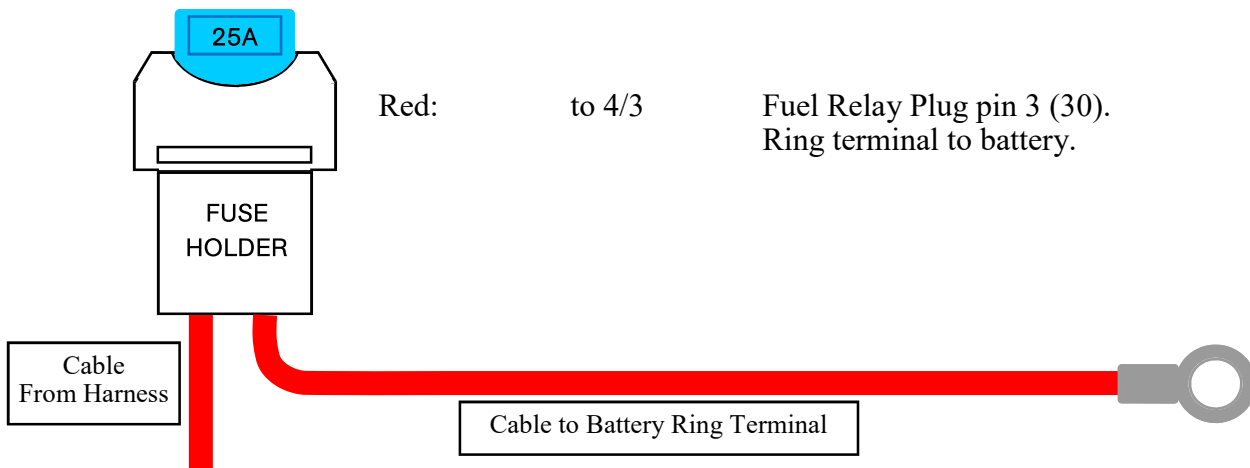 25A
Red: to 4/3 Fuel Relay Plug pin 3 (30).
Ring terminal to battery.
FUSE
HOLDER
Cable
From Harness
Cable to Battery Ring Terminal